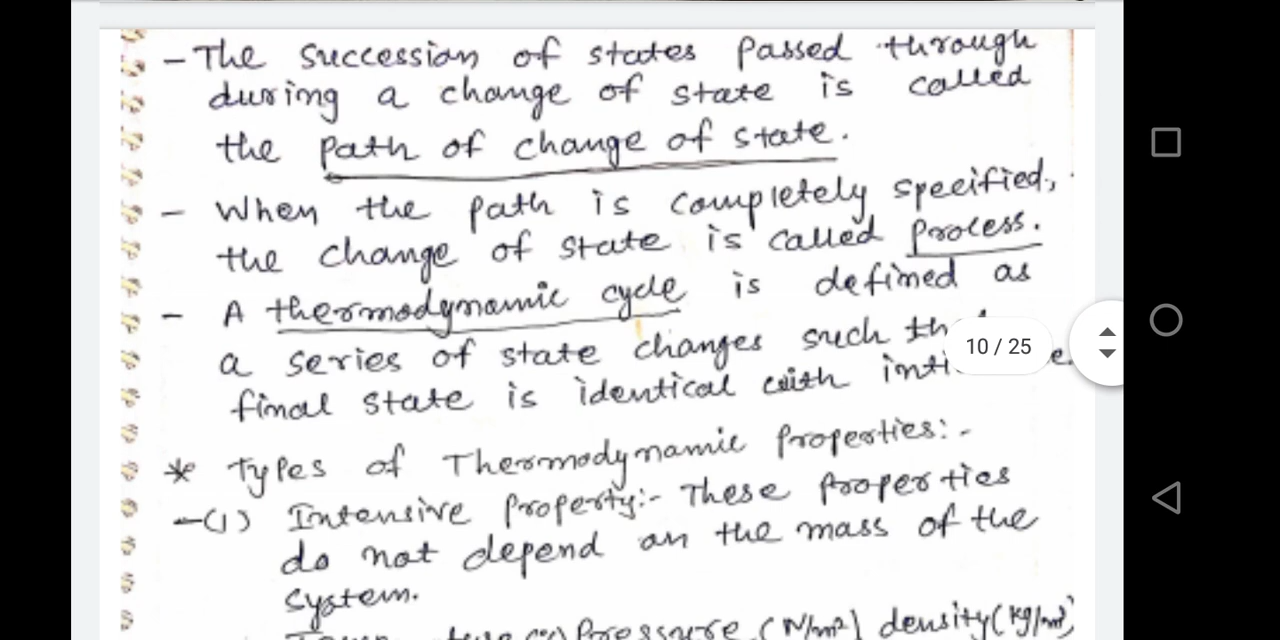 - The succession of states passed through
during a change of state is called
the path of change of state.
- When the path is completely specified,
the change of state is called process.
- A thermodynamic cycle is defined as
a series of state changes such
10 / 25
final state is identical with
* Types of Thermodynamic Properties:-
-(1) Intensive Property:- These properties
do not depend on the mass of the
system.
Pressure (N/m²) density (kg/m³)